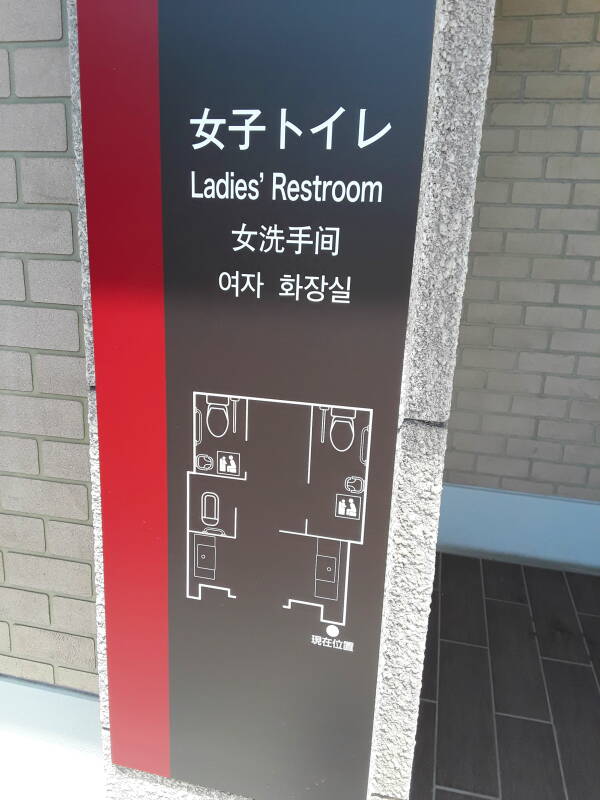 女子トイレ
Ladies' Restroom
女洗手间
여자 화장실
現在位置